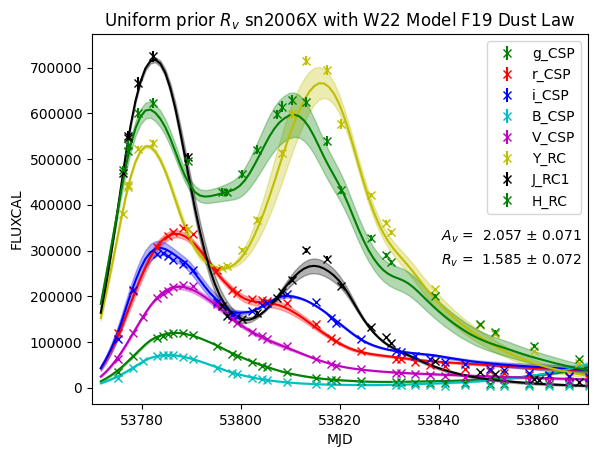 Uniform prior $R_v$ sn2006X with W22 Model F19 Dust Law
FLUXCAL
700000
600000
500000
400000
300000
200000
100000
0
g_CSP
r_CSP
i_CSP
B_CSP
V_CSP
Y_RC
J_RC1
H_RC
$A_v$ = 2.057 ± 0.071
$R_v$ = 1.585 ± 0.072
53780 53800 53820 53840 53860
MJD